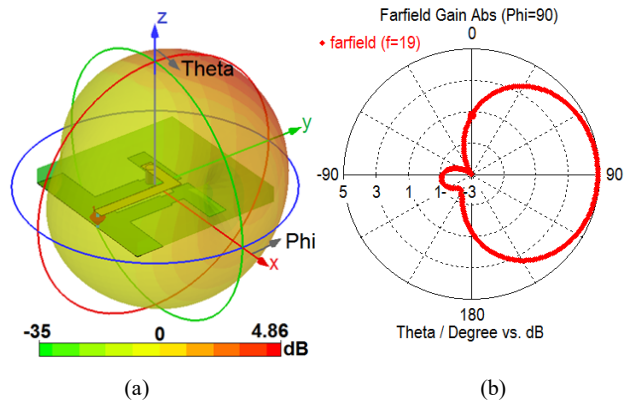 z
Theta
y
Phi
x
-35 0 4.86
dB
(a)
Farfield Gain Abs (Phi=90)
farfield (f=19)
0
-90 90
5 3 1 -1 -3
180
Theta / Degree vs. dB
(b)